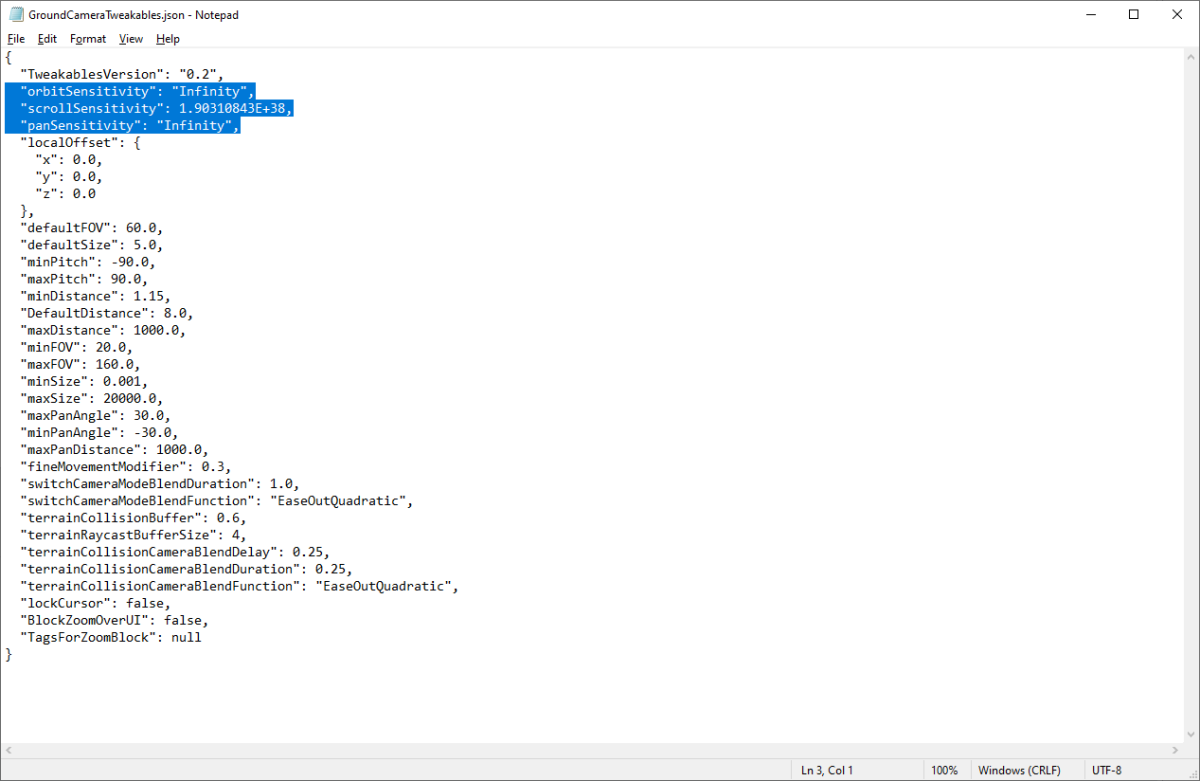 GroundCameraTweakables.json - Notepad
File Edit Format View Help
{
  "TweakablesVersion": "0.2",
  "orbitSensitivity": "Infinity",
  "scrollSensitivity": 1.90310843E+38,
  "panSensitivity": "Infinity",
  "localOffset": {
    "x": 0.0,
    "y": 0.0,
    "z": 0.0
  },
  "defaultFOV": 60.0,
  "defaultSize": 5.0,
  "minPitch": -90.0,
  "maxPitch": 90.0,
  "minDistance": 1.15,
  "DefaultDistance": 8.0,
  "maxDistance": 1000.0,
  "minFOV": 20.0,
  "maxFOV": 160.0,
  "minSize": 0.001,
  "maxSize": 20000.0,
  "maxPanAngle": 30.0,
  "minPanAngle": -30.0,
  "maxPanDistance": 1000.0,
  "fineMovementModifier": 0.3,
  "switchCameraModeBlendDuration": 1.0,
  "switchCameraModeBlendFunction": "EaseOutQuadratic",
  "terrainCollisionBuffer": 0.6,
  "terrainRaycastBufferSize": 4,
  "terrainCollisionCameraBlendDelay": 0.25,
  "terrainCollisionCameraBlendDuration": 0.25,
  "terrainCollisionCameraBlendFunction": "EaseOutQuadratic",
  "lockCursor": false,
  "BlockZoomOverUI": false,
  "TagsForZoomBlock": null
}
Ln 3, Col 1 100% Windows (CRLF) UTF-8